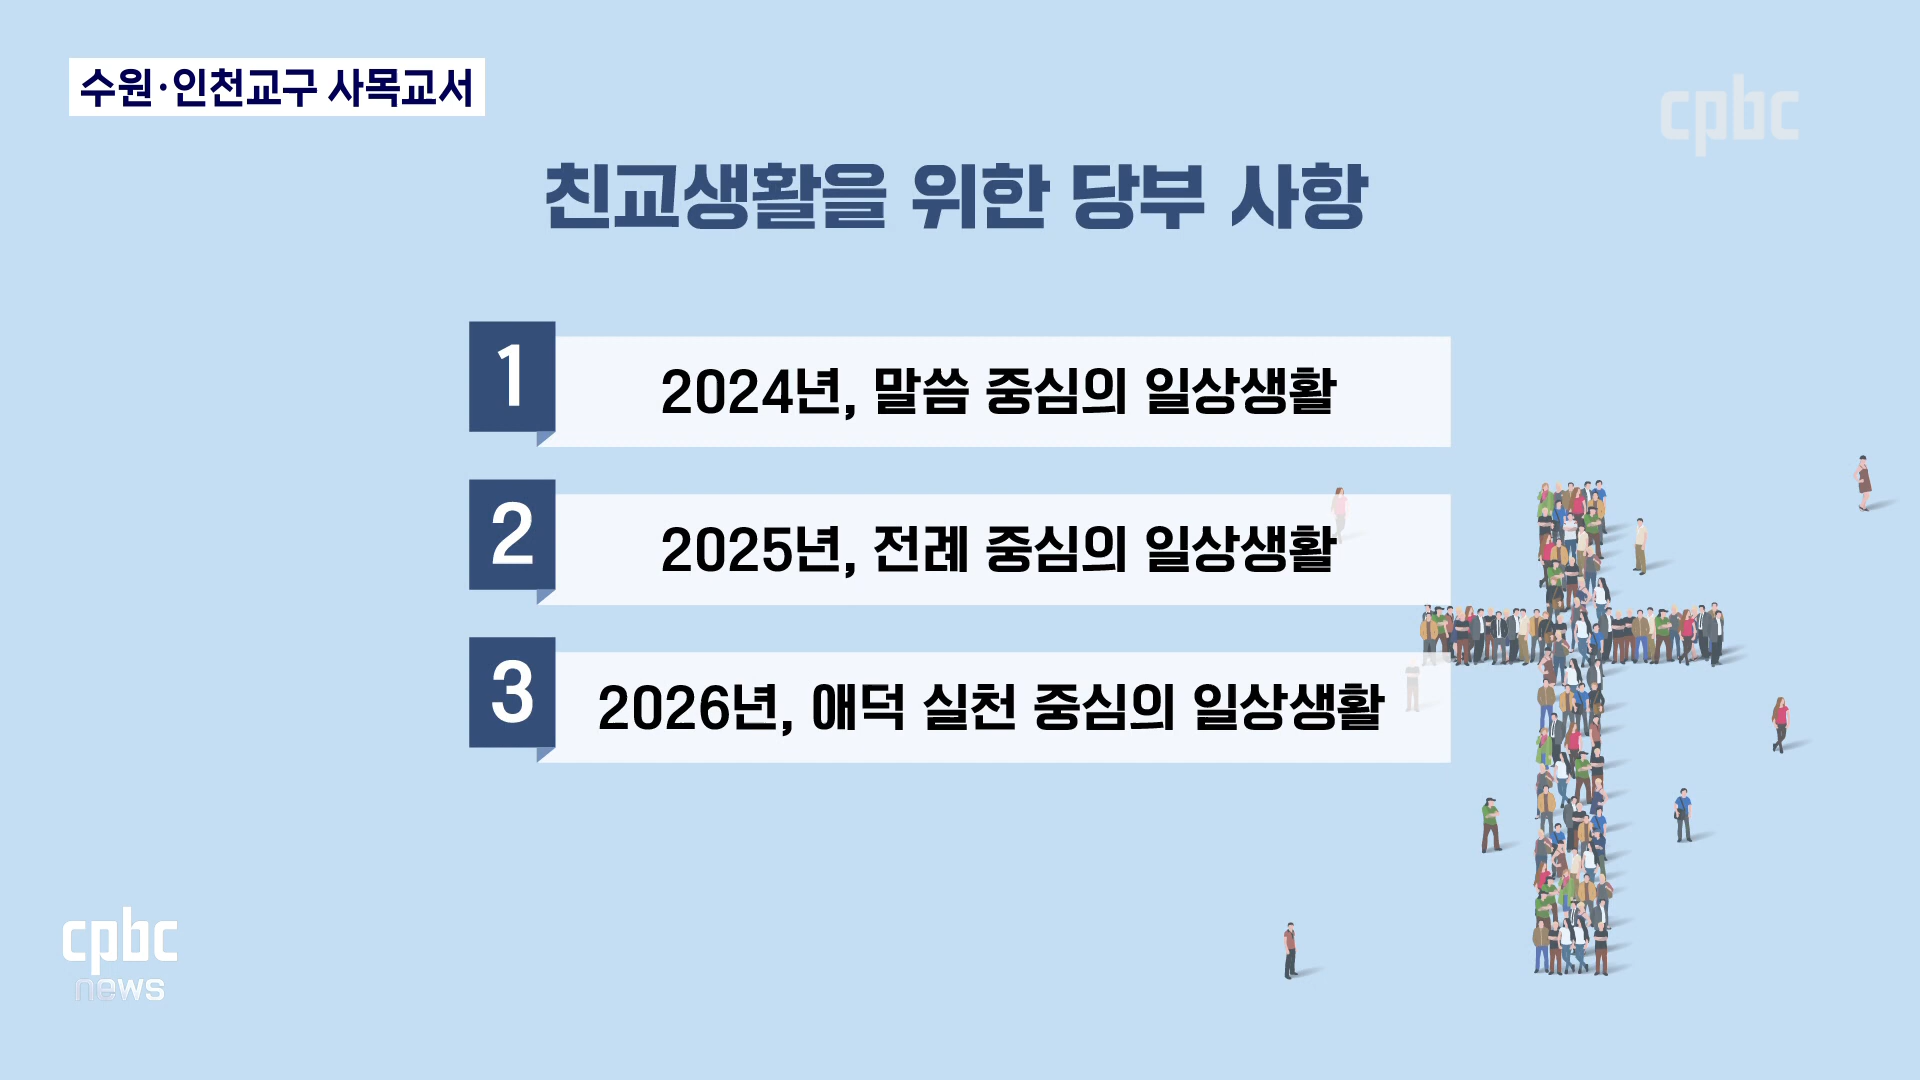 수원·인천교구 사목교서
cpbc
친교생활을 위한 당부 사항
1
2024년, 말씀 중심의 일상생활
2
2025년, 전례 중심의 일상생활
3
2026년, 애덕 실천 중심의 일상생활
cpbc
news